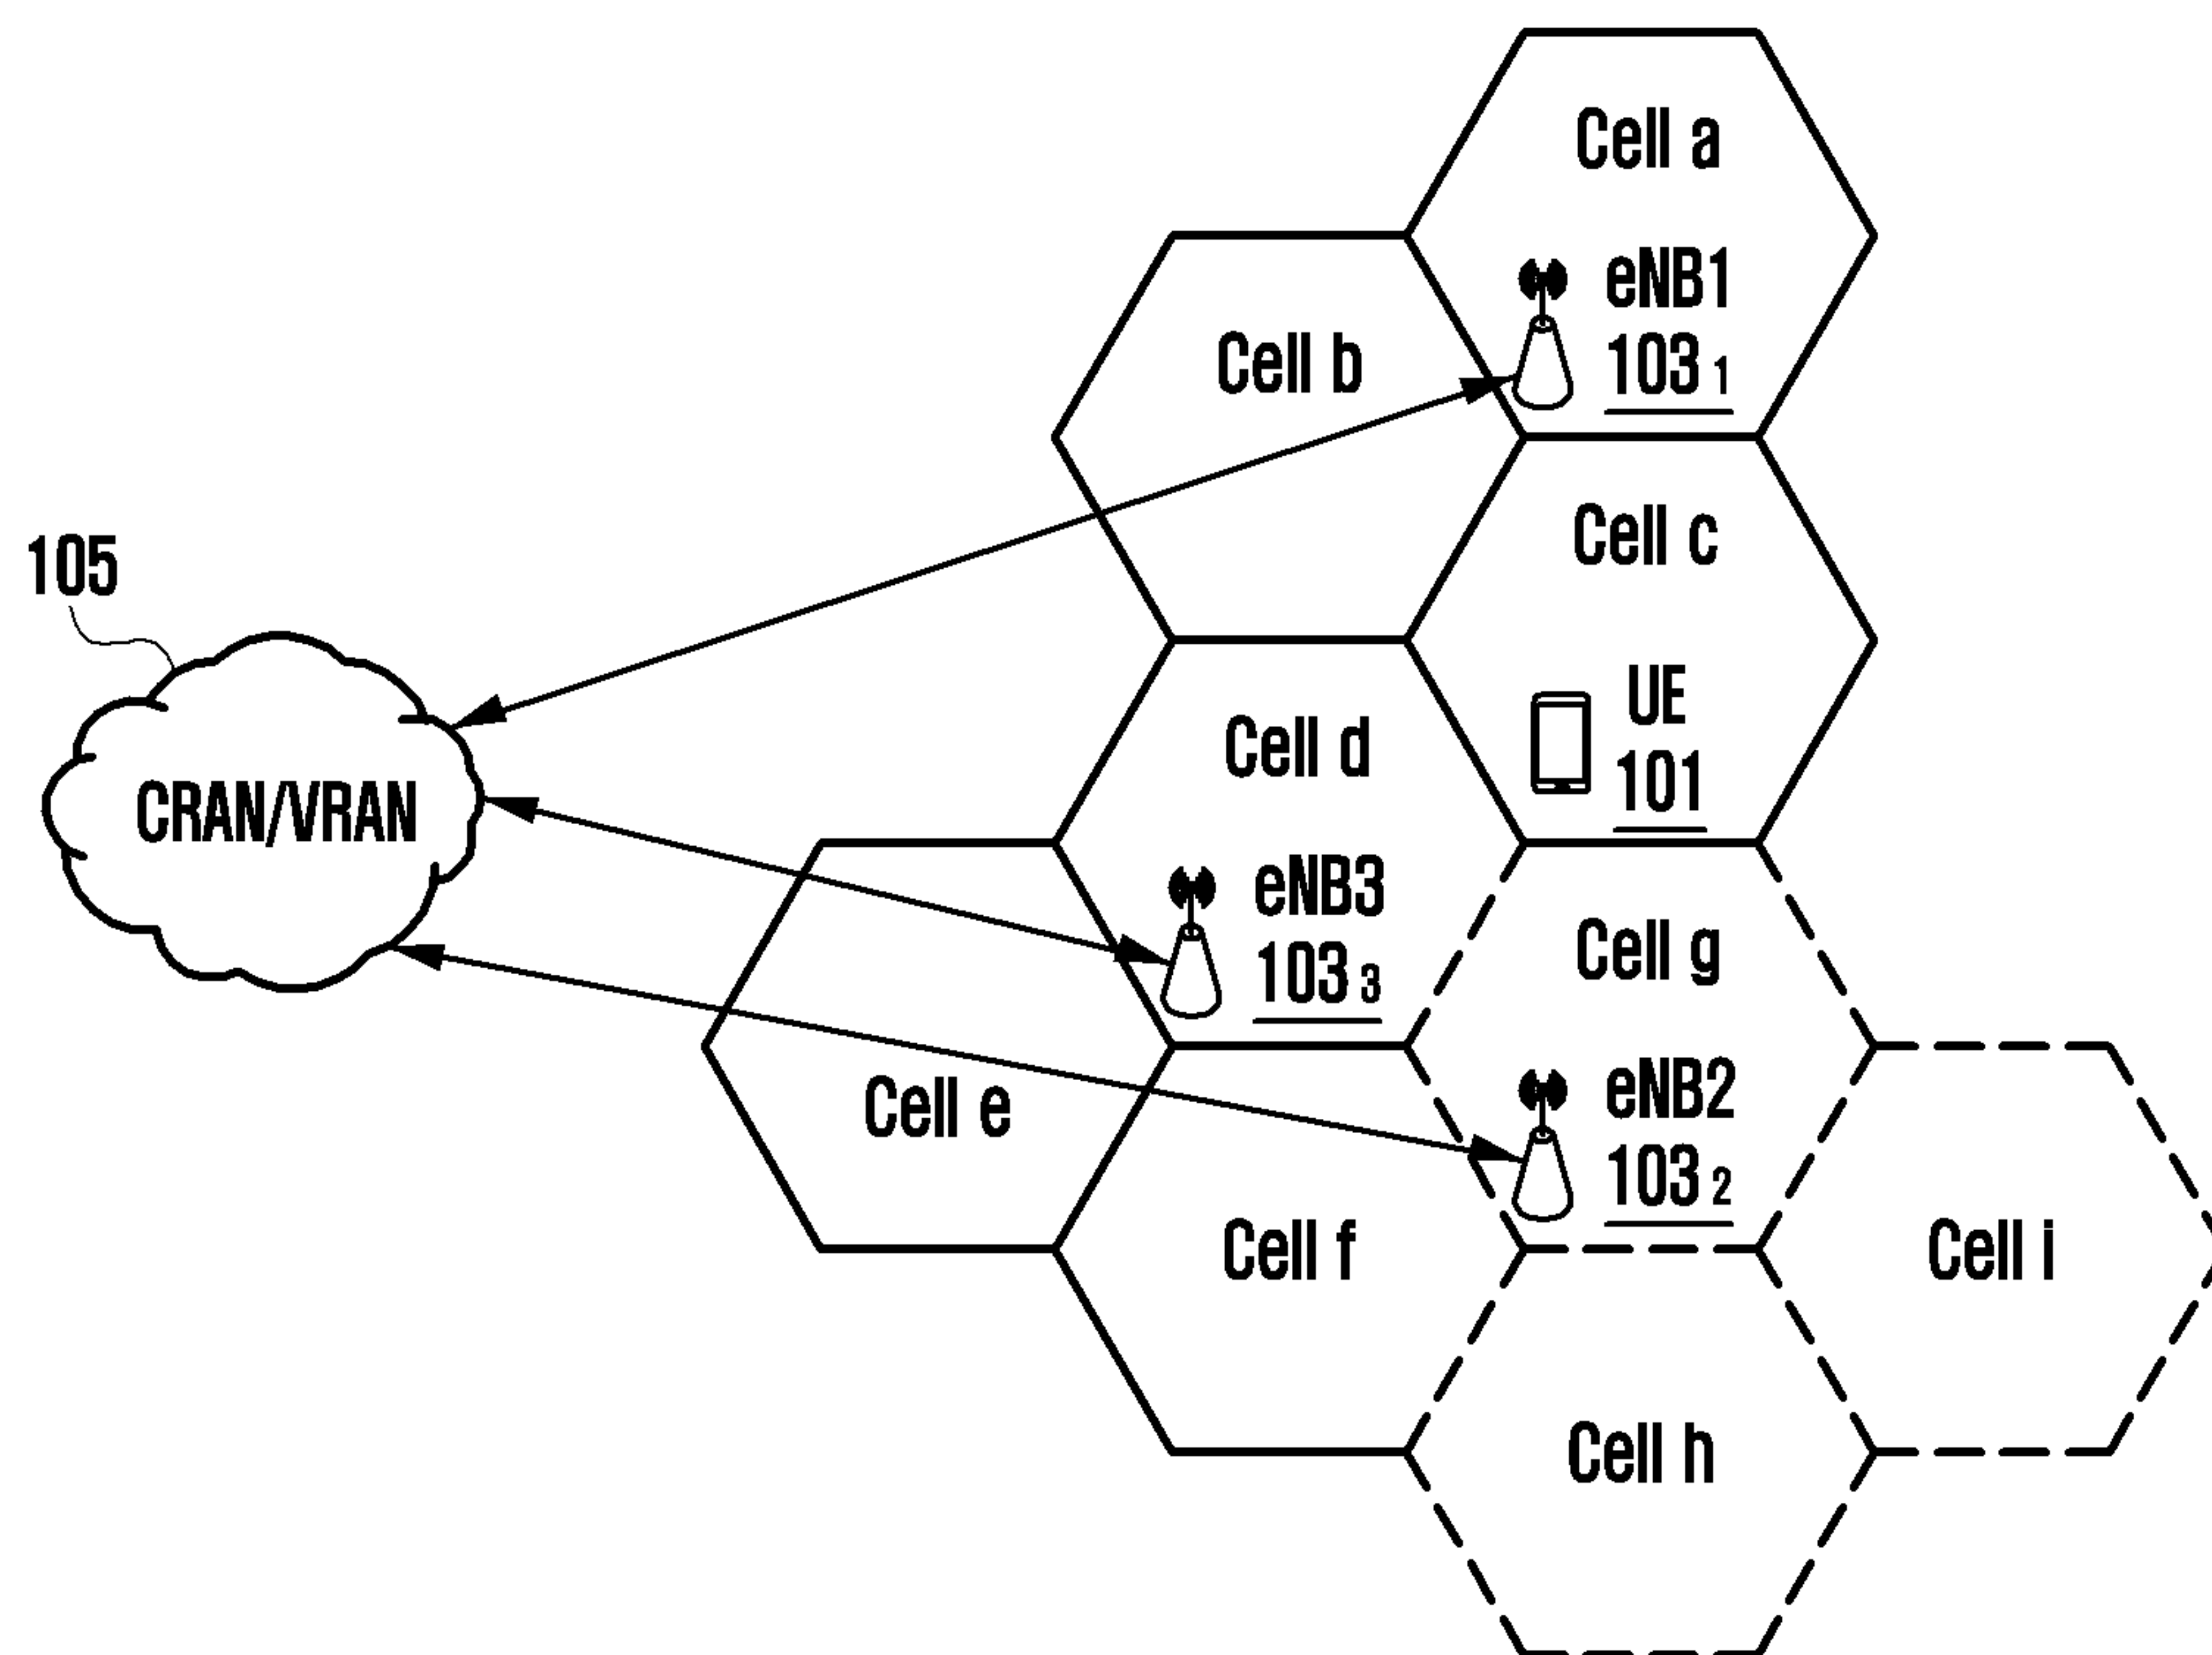 Cell a
eNB1
103 1
Cell b
Cell c
105
UE
101
Cell d
CRAN/VRAN
eNB3
103 3
Cell g
eNB2
103 2
Cell e
Cell f
Cell i
Cell h